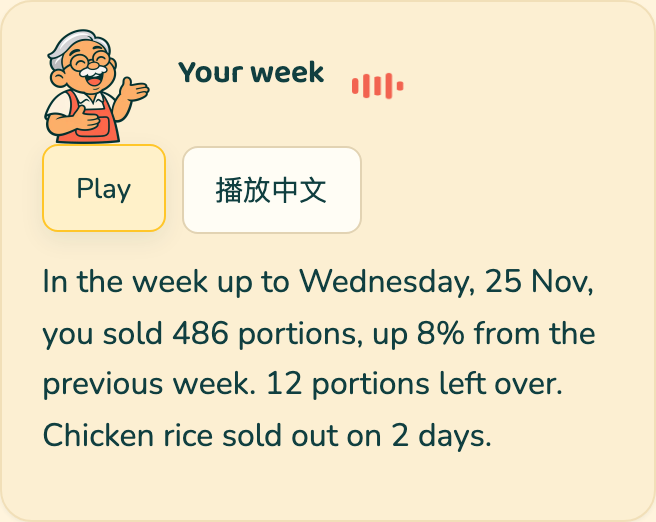 Your week
Play
播放中文
In the week up to Wednesday, 25 Nov,
you sold 486 portions, up 8% from the
previous week. 12 portions left over.
Chicken rice sold out on 2 days.